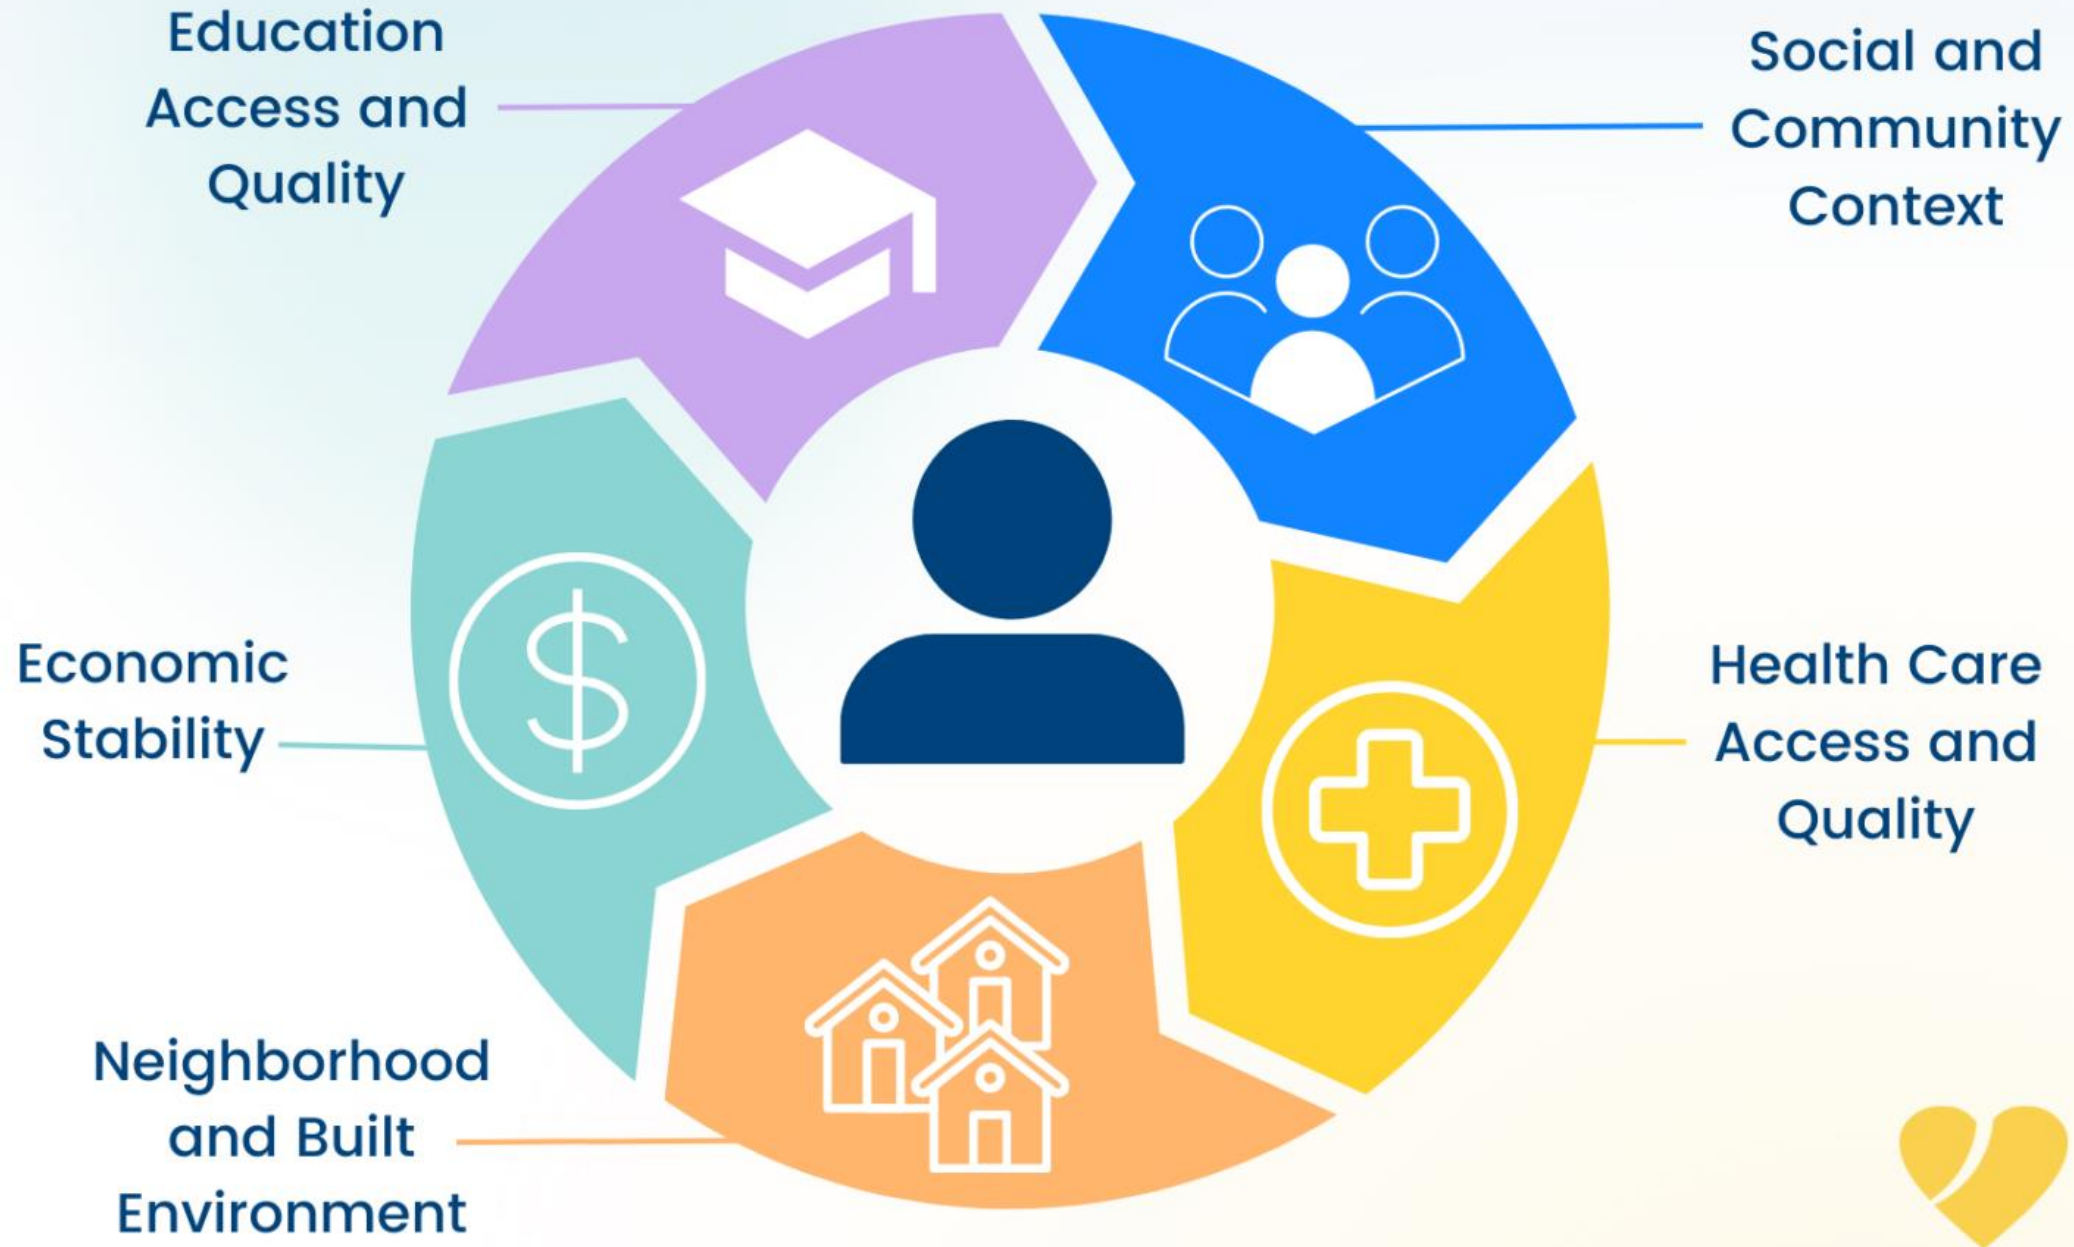 Education
Access and
Quality
Social and
Community
Context
Economic
Stability
Health Care
Access and
Quality
Neighborhood
and Built
Environment